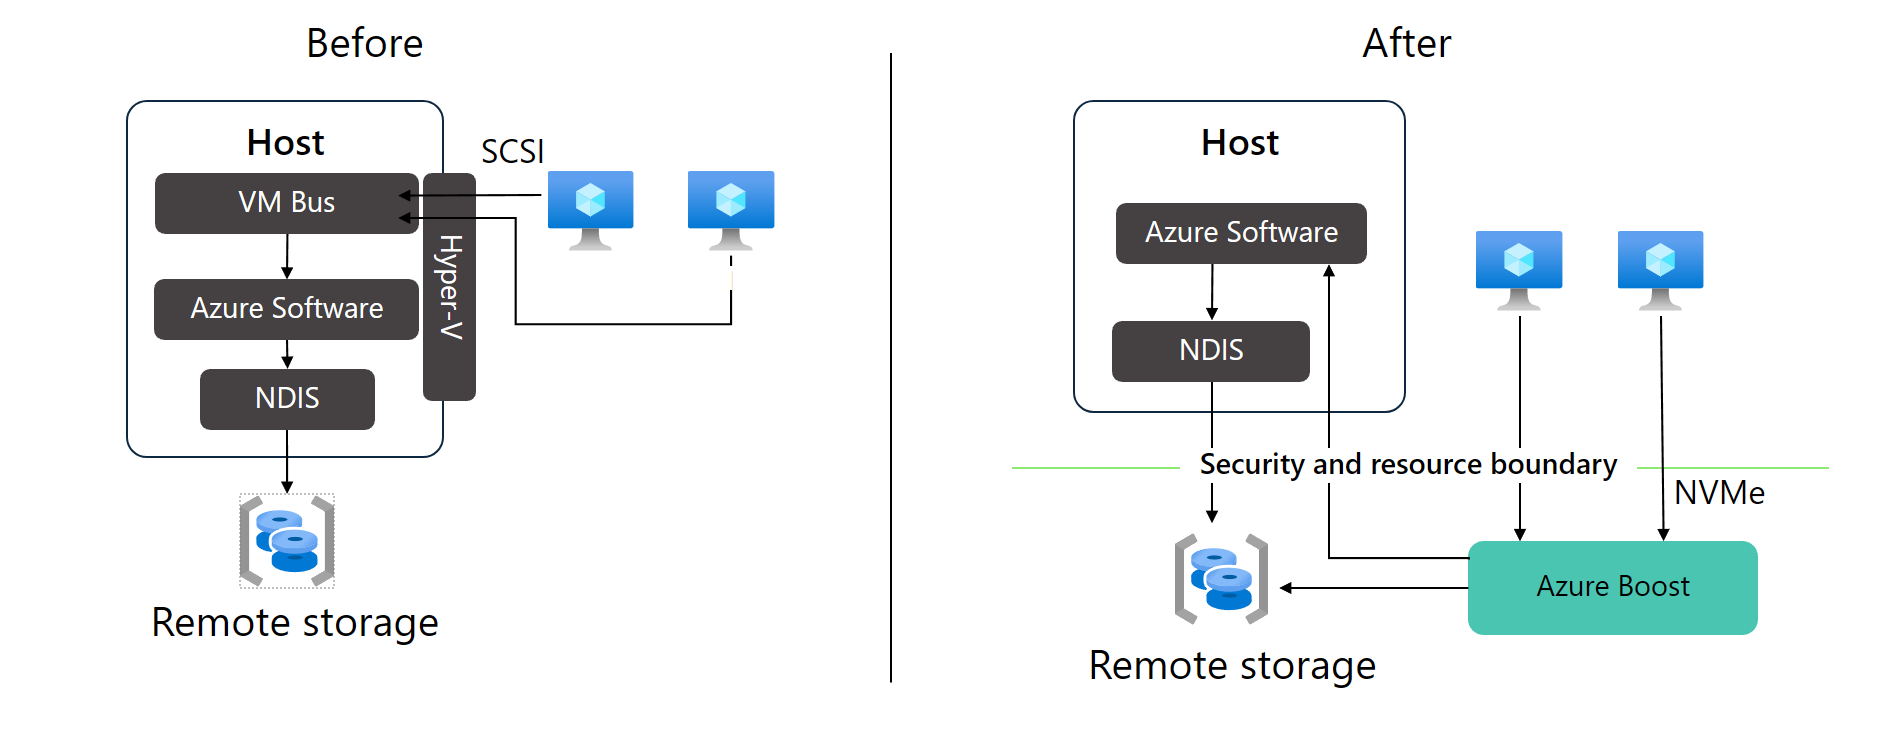 Before
Host
SCSI
VM Bus
Hyper-V
Azure Software
NDIS
Remote storage
After
Host
Azure Software
NDIS
Security and resource boundary
NVMe
Azure Boost
Remote storage